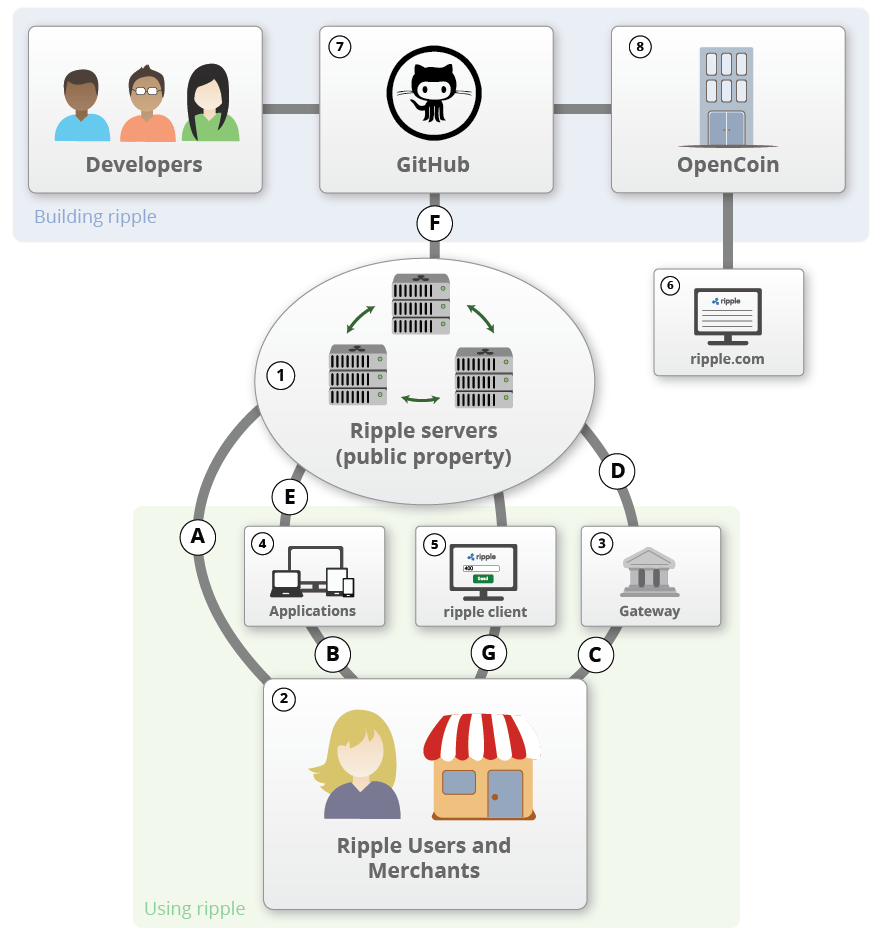 7
8
Developers
GitHub
OpenCoin
Building ripple
F
6
ripple
ripple.com
1
Ripple servers
(public property)
D
E
A
4
5
3
ripple
400
Send
Applications
ripple client
Gateway
B
G
C
2
Ripple Users and
Merchants
Using ripple